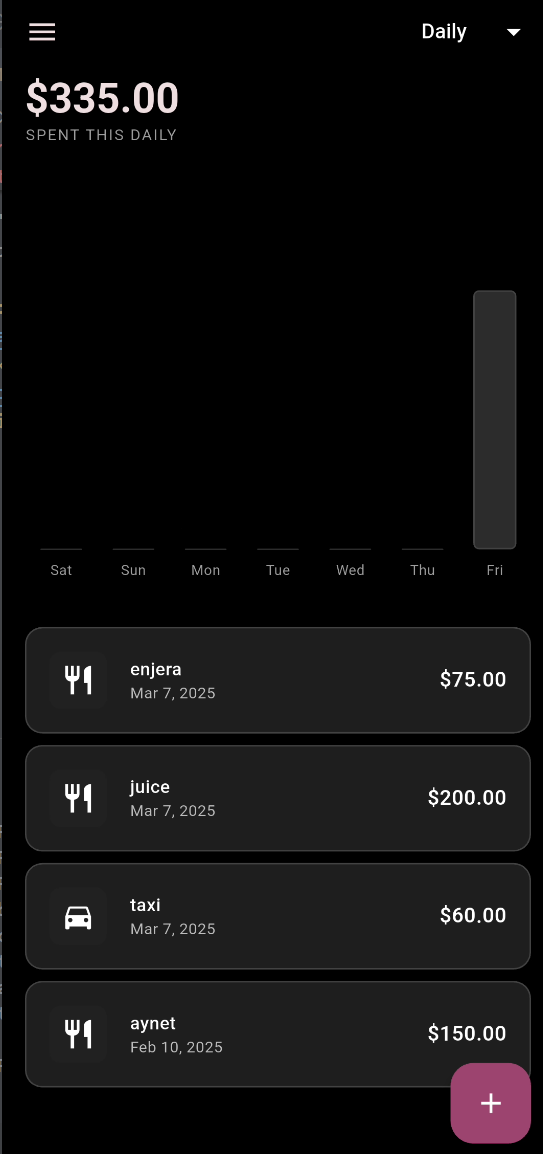 Daily
$335.00
SPENT THIS DAILY
Sat Sun Mon Tue Wed Thu Fri
enjera
Mar 7, 2025
$75.00
juice
Mar 7, 2025
$200.00
taxi
Mar 7, 2025
$60.00
aynet
Feb 10, 2025
$150.00
+